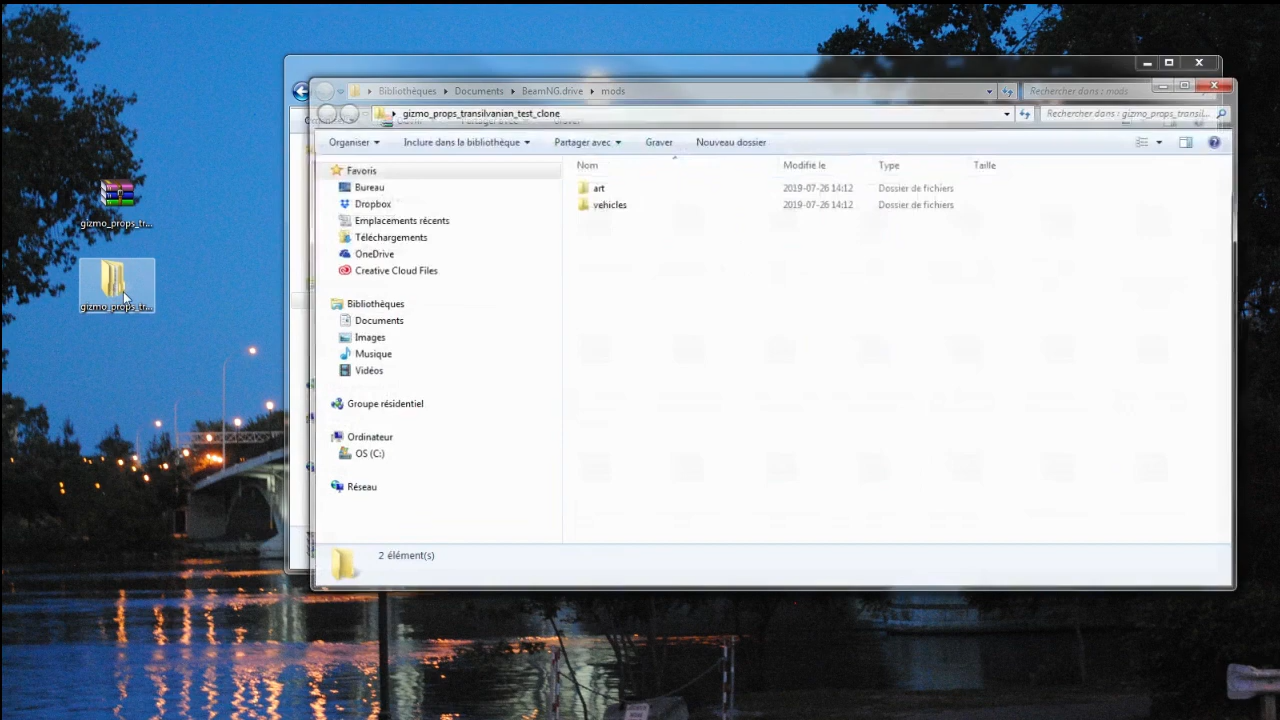 Bibliothèques ▸ Documents ▸ BeamNG.drive ▸ mods
Rechercher dans : mods
gizmo_props_transilvanian_test_clone
Rechercher dans : gizmo_props_transilv...
Organiser Inclure dans la bibliothèque Partager avec Graver Nouveau dossier
Nom Modifié le Type Taille
art 2019-07-26 14:12 Dossier de fichiers
vehicles 2019-07-26 14:12 Dossier de fichiers
Favoris
Bureau
Dropbox
Emplacements récents
Téléchargements
OneDrive
Creative Cloud Files
Bibliothèques
Documents
Images
Musique
Vidéos
Groupe résidentiel
Ordinateur
OS (C:)
Réseau
2 élément(s)
gizmo_props_tr...
gizmo_props_tr...